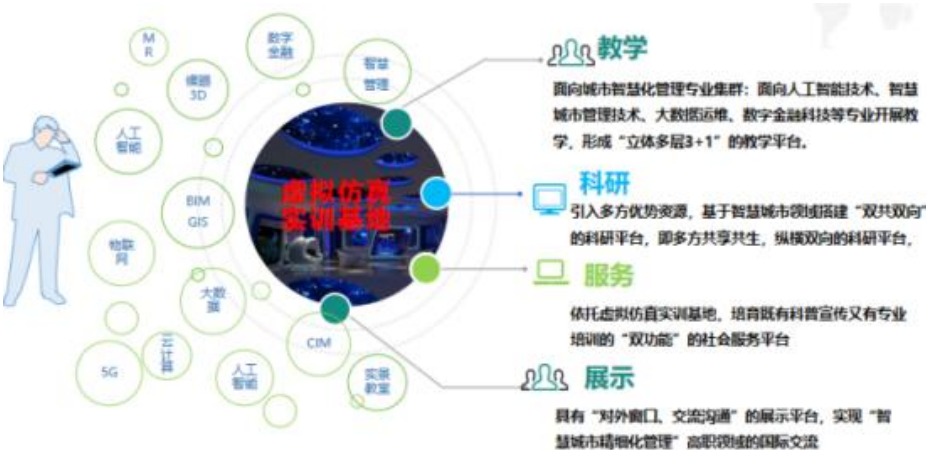 M
R
数字
金融
智慧
管理
裸眼
3D
人工
智能
BIM
GIS
物联
网
大数
据
云计
算
5G
人工
智能
CIM
实景
教室
虚拟仿真
实训基地
教学
面向城市智慧化管理专业集群：面向人工智能技术、智慧
城市管理技术、大数据运维、数字金融科技等专业开展教
学，形成“立体多层3+1”的教学平台。
科研
引入多方优势资源，基于智慧城市领域搭建“双共双向”
的科研平台，即多方共享共生，纵横双向的科研平台，
服务
依托虚拟仿真实训基地，培育既有科普宣传又有专业
培训的“双功能”的社会服务平台
展示
具有“对外窗口、交流沟通”的展示平台，实现“智
慧城市精细化管理”高职领域的国际交流